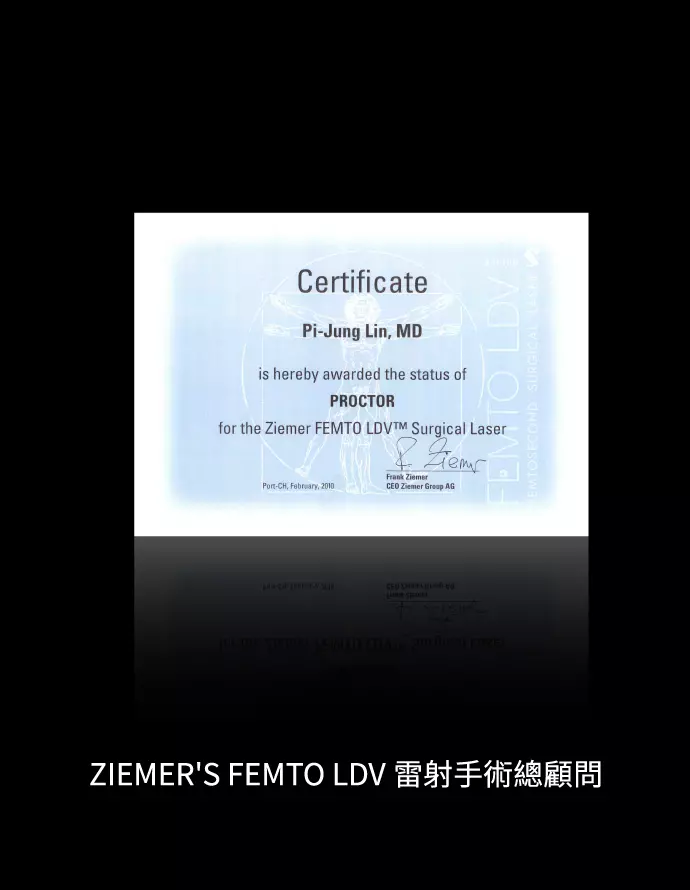 Certificate
Pi-Jung Lin, MD
is hereby awarded the status of
PROCTOR
for the Ziemer FEMTO LDV™ Surgical Laser
Frank Ziemer
Port-CH, February, 2010
CEO Ziemer Group AG
FEMTO LDV
FEMTOSECOND SURGICAL LASER
ZIEMER'S FEMTO LDV 雷射手術總顧問